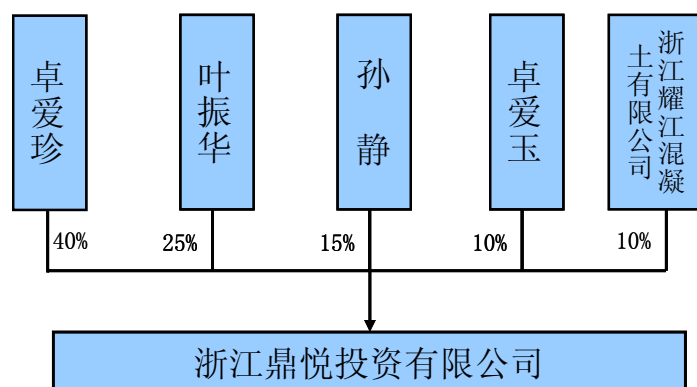 卓爱珍
叶振华
孙 静
卓爱玉
浙江耀江混凝
土有限公司
40%
25%
15%
10%
10%
浙江鼎悦投资有限公司